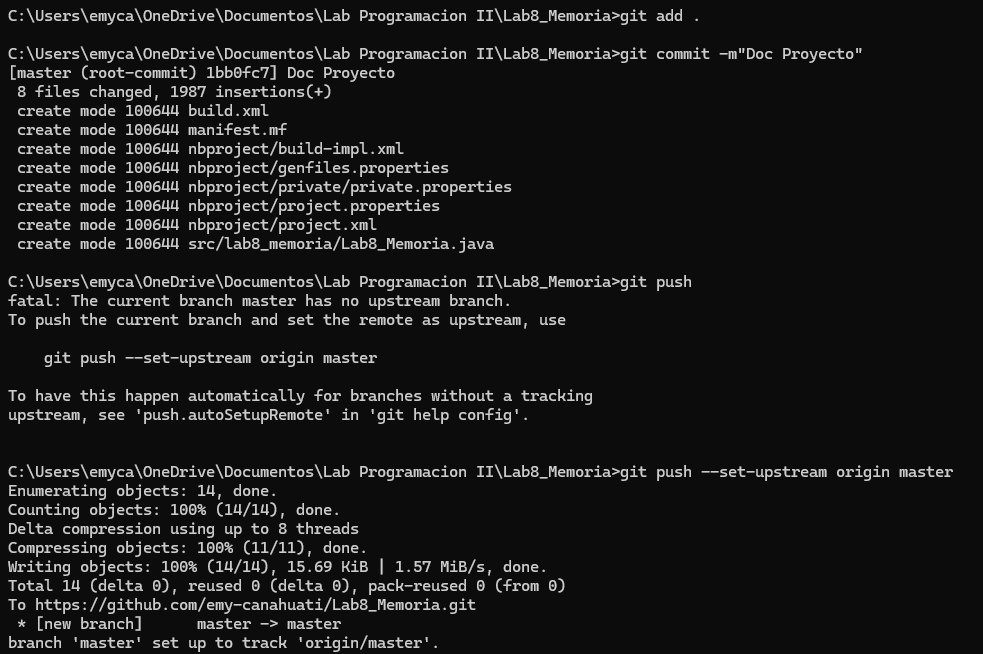 C:\Users\emyca\OneDrive\Documentos\Lab Programacion II\Lab8_Memoria>git add .
C:\Users\emyca\OneDrive\Documentos\Lab Programacion II\Lab8_Memoria>git commit -m"Doc Proyecto"
[master (root-commit) 1bb0fc7] Doc Proyecto
 8 files changed, 1987 insertions(+)
 create mode 100644 build.xml
 create mode 100644 manifest.mf
 create mode 100644 nbproject/build-impl.xml
 create mode 100644 nbproject/genfiles.properties
 create mode 100644 nbproject/private/private.properties
 create mode 100644 nbproject/project.properties
 create mode 100644 nbproject/project.xml
 create mode 100644 src/lab8_memoria/Lab8_Memoria.java
C:\Users\emyca\OneDrive\Documentos\Lab Programacion II\Lab8_Memoria>git push
fatal: The current branch master has no upstream branch.
To push the current branch and set the remote as upstream, use
    git push --set-upstream origin master
To have this happen automatically for branches without a tracking
upstream, see 'push.autoSetupRemote' in 'git help config'.
C:\Users\emyca\OneDrive\Documentos\Lab Programacion II\Lab8_Memoria>git push --set-upstream origin master
Enumerating objects: 14, done.
Counting objects: 100% (14/14), done.
Delta compression using up to 8 threads
Compressing objects: 100% (11/11), done.
Writing objects: 100% (14/14), 15.69 KiB | 1.57 MiB/s, done.
Total 14 (delta 0), reused 0 (delta 0), pack-reused 0 (from 0)
To https://github.com/emy-canahuati/Lab8_Memoria.git
 * [new branch]      master -> master
branch 'master' set up to track 'origin/master'.